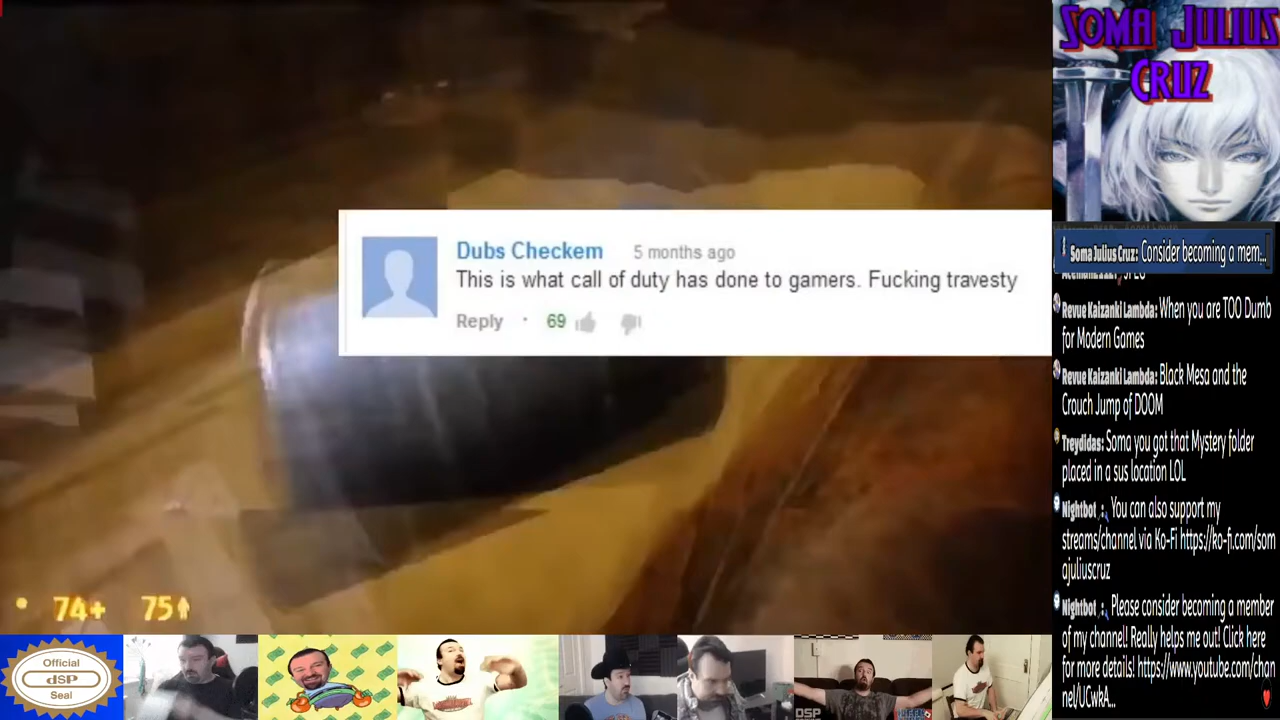 Dubs Checkem 5 months ago
This is what call of duty has done to gamers. Fucking travesty
Reply · 69
74+ 75
Official
dSP
Seal
DSP
SOMA JULIUS
CRUZ
Soma Julius Cruz: Consider becoming a mem...
Revue Kaizanki Lambda: When you are TOO Dumb
for Modern Games
Revue Kaizanki Lambda: Black Mesa and the
Crouch Jump of DOOM
Treydidas: Soma you got that Mystery folder
placed in a sus location LOL
Nightbot: You can also support my
streams/channel via Ko-Fi https://ko-fi.com/som
ajuliuscruz
Nightbot: Please consider becoming a member
of my channel! Really helps me out! Click here
for more details! https://www.youtube.com/chan
nel/UCwkA...